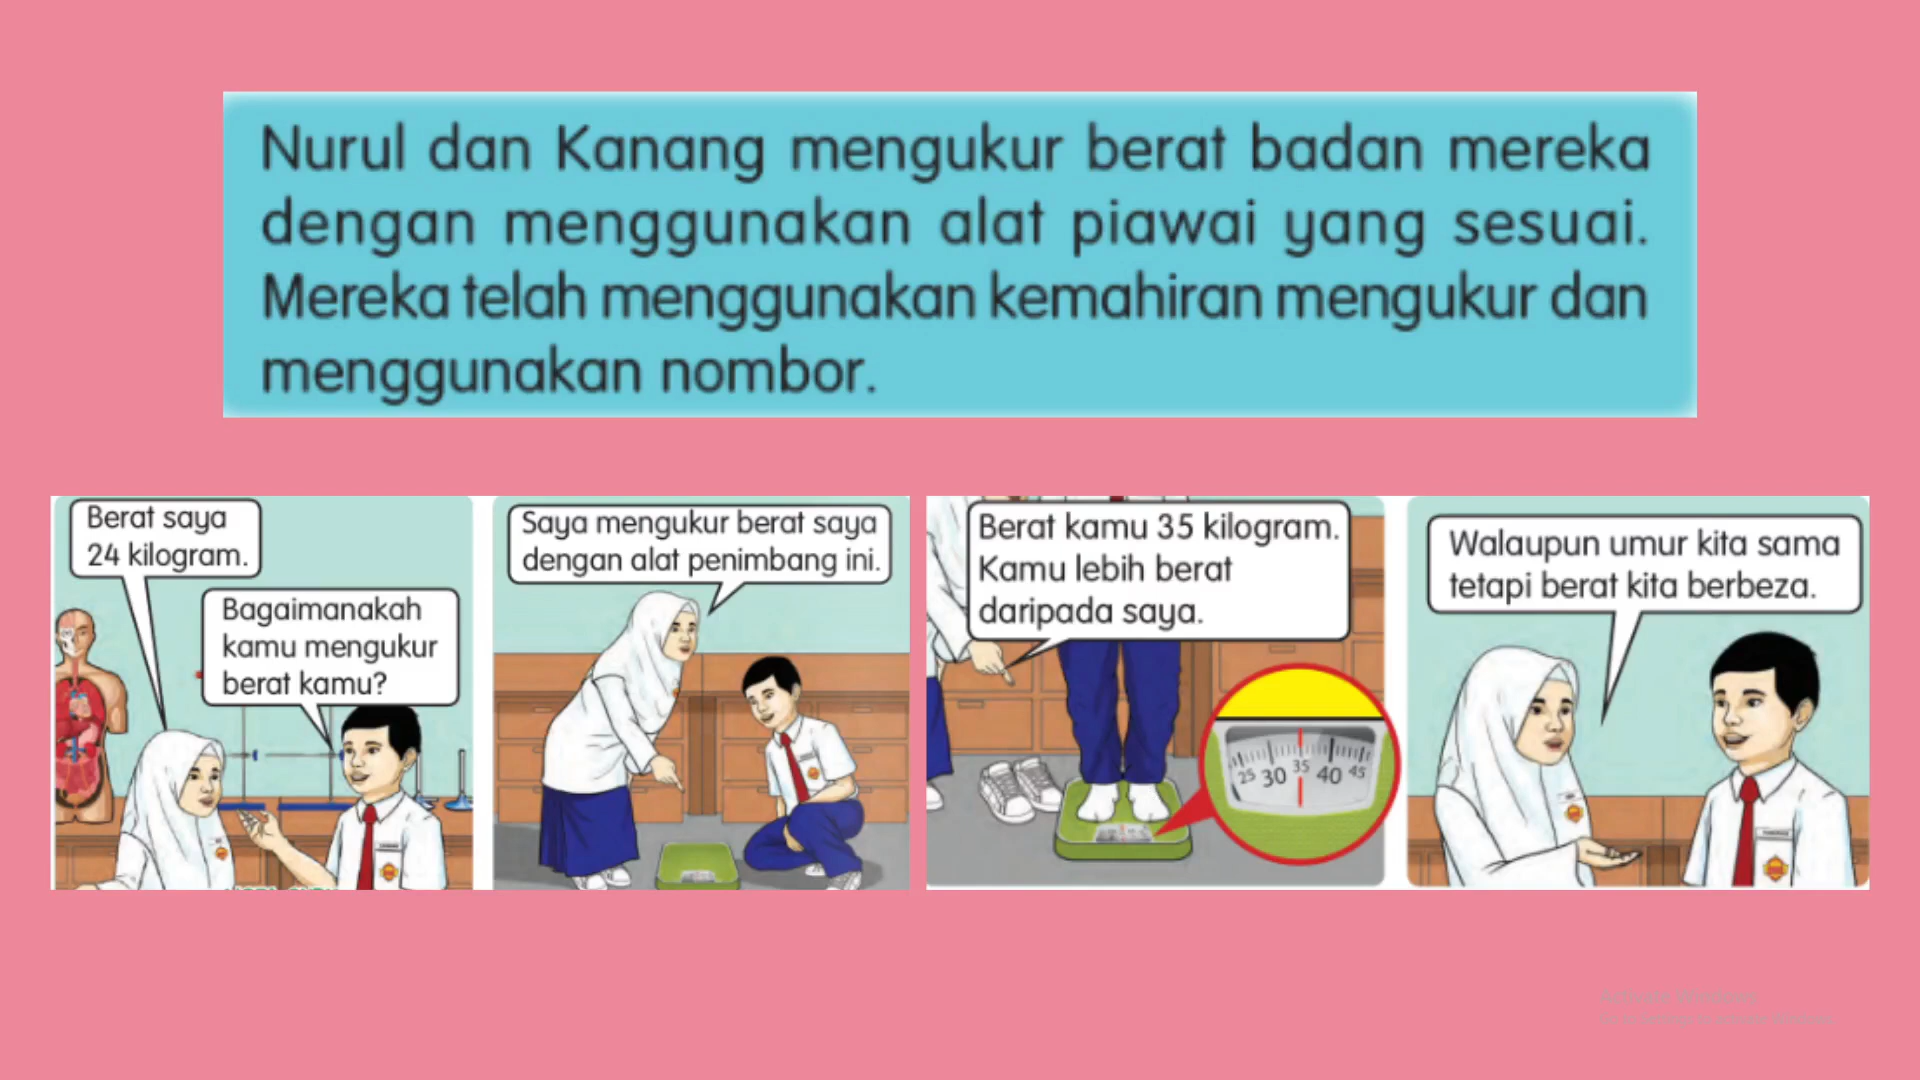 Nurul dan Kanang mengukur berat badan mereka
dengan menggunakan alat piawai yang sesuai.
Mereka telah menggunakan kemahiran mengukur dan
menggunakan nombor.
Berat saya
24 kilogram.
Bagaimanakah
kamu mengukur
berat kamu?
Saya mengukur berat saya
dengan alat penimbang ini.
Berat kamu 35 kilogram.
Kamu lebih berat
daripada saya.
25 30 35 40 45
Walaupun umur kita sama
tetapi berat kita berbeza.
Activate Windows